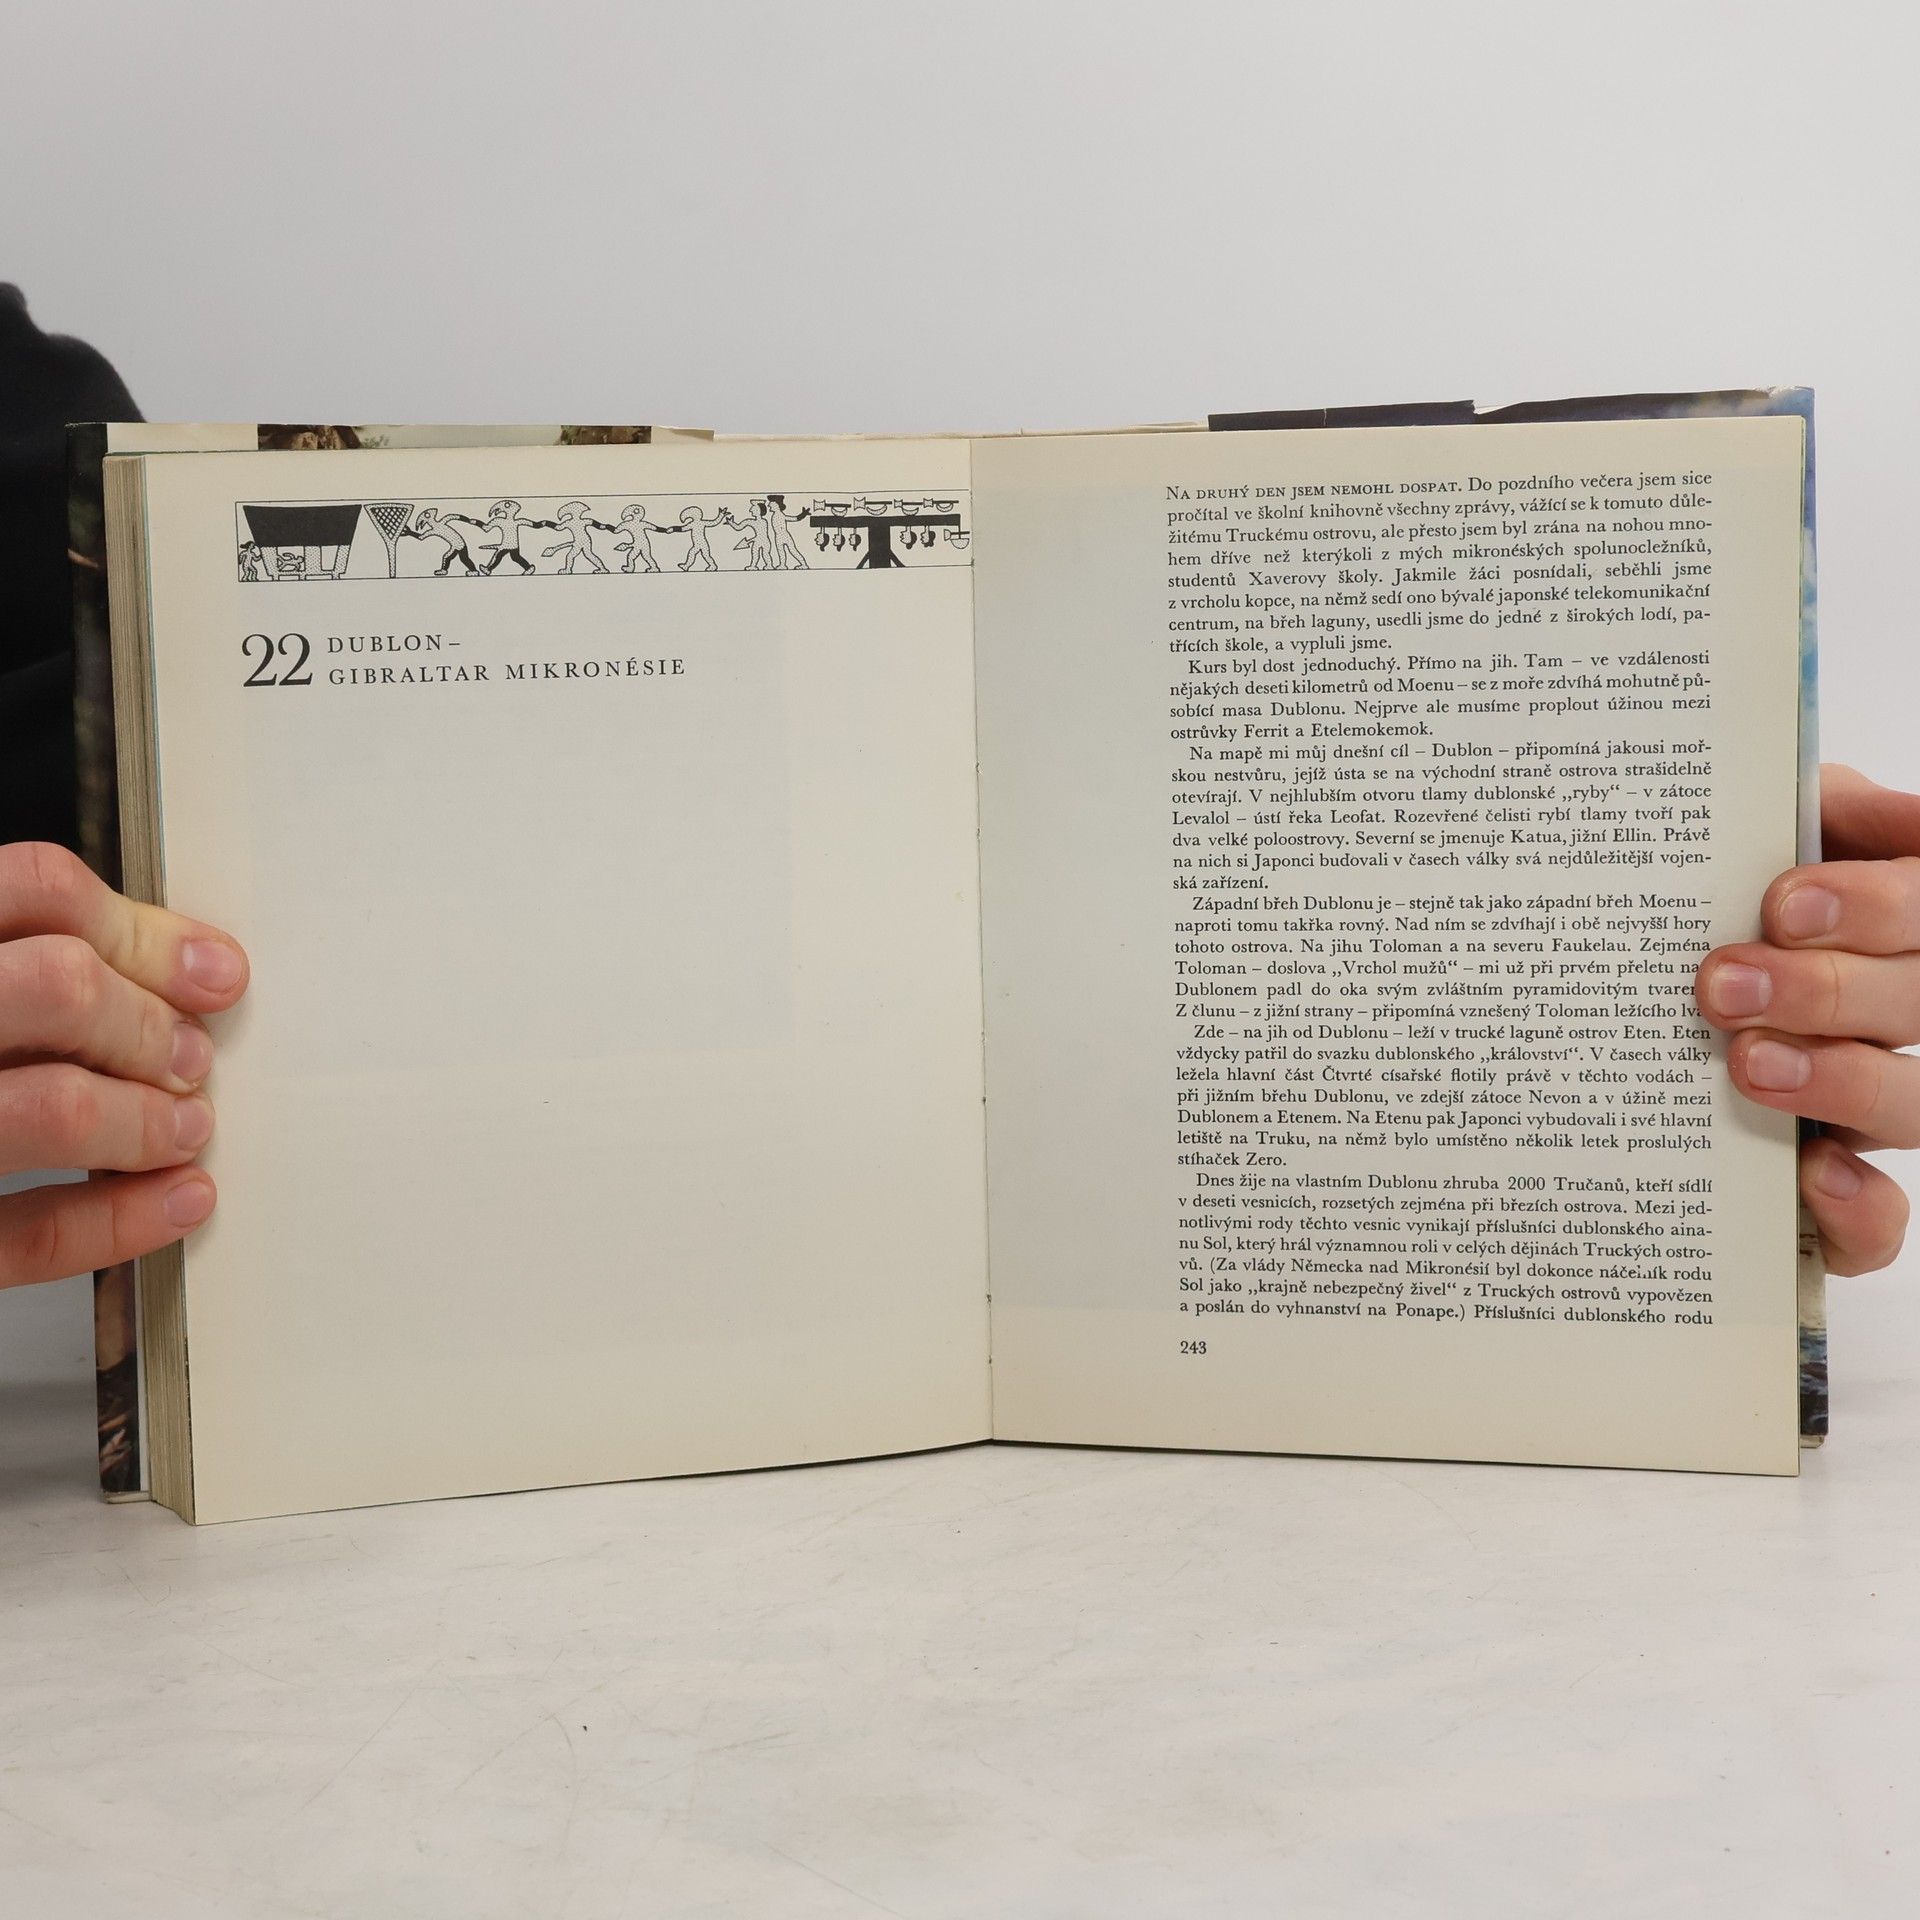 22 DUBLON –
GIBRALTAR MIKRONÉSIE
NA DRUHÝ DEN JSEM NEMOHL DOSPAT. Do pozdního večera jsem sice
pročítal ve školní knihovně všechny zprávy, vážící se k tomuto důle-
žitému Truckému ostrovu, ale přesto jsem byl zrána na nohou mno-
hem dříve než kterýkoli z mých mikronéských spolunocležníků,
studentů Xaverovy školy. Jakmile žáci posnídali, seběhli jsme
z vrcholu kopce, na němž sedí ono bývalé japonské telekomunikační
centrum, na břeh laguny, usedli jsme do jedné z širokých lodí, pa-
třících škole, a vypluli jsme.
Kurs byl dost jednoduchý. Přímo na jih. Tam – ve vzdálenosti
nějakých deseti kilometrů od Moenu – se z moře zdvíhá mohutně pů-
sobící masa Dublonu. Nejprve ale musíme proplout úžinou mezi
ostrůvky Ferrit a Etelemokemok.
Na mapě mi můj dnešní cíl – Dublon – připomíná jakousi moř-
skou nestvůru, jejíž ústa se na východní straně ostrova strašidelně
otevírají. V nejhlubším otvoru tlamy dublonské „ryby“ – v zátoce
Levalol – ústí řeka Leofat. Rozevřené čelisti rybí tlamy tvoří pak
dva velké poloostrovy. Severní se jmenuje Katua, jižní Ellin. Právě
na nich si Japonci budovali v časech války svá nejdůležitější vojen-
ská zařízení.
Západní břeh Dublonu je – stejně tak jako západní břeh Moenu –
naproti tomu takřka rovný. Nad ním se zdvíhají i obě nejvyšší hory
tohoto ostrova. Na jihu Toloman a na severu Faukelau. Zejména
Toloman – doslova „Vrchol mužů“ – mi už při prvém přeletu
Dublonem padl do oka svým zvláštním pyramidovitým
Z člunu – z jižní strany – připomíná vznešený Toloman ležícího
Zde – na jih od Dublonu – leží v trucké laguně ostrov Eten. Eten
vždycky patřil do svazku dublonského „království“. V časech války
ležela hlavní část Čtvrté císařské flotily právě v těchto vodách –
při jižním břehu Dublonu, ve zdejší zátoce Nevon a v úžině mezi
Dublonem a Etenem. Na Etenu pak Japonci vybudovali i své hlavní
letiště na Truku, na němž bylo umístěno několik letek proslulých
stíhaček Zero.
Dnes žije na vlastním Dublonu zhruba 2000 Tručanů, kteří sídlí
v deseti vesnicích, rozsetých zejména při březích ostrova. Mezi jed-
notlivými rody těchto vesnic vynikají příslušníci dublonského aina-
nu Sol, který hrál významnou roli v celých dějinách Truckých ostro-
vů. (Za vlády Německa nad Mikronésií byl dokonce náčelník rodu
Sol jako „krajně nebezpečný živel“ z Truckých ostrovů vypovězen
a poslán do vyhnanství na Ponape.) Příslušníci dublonského rodu
243